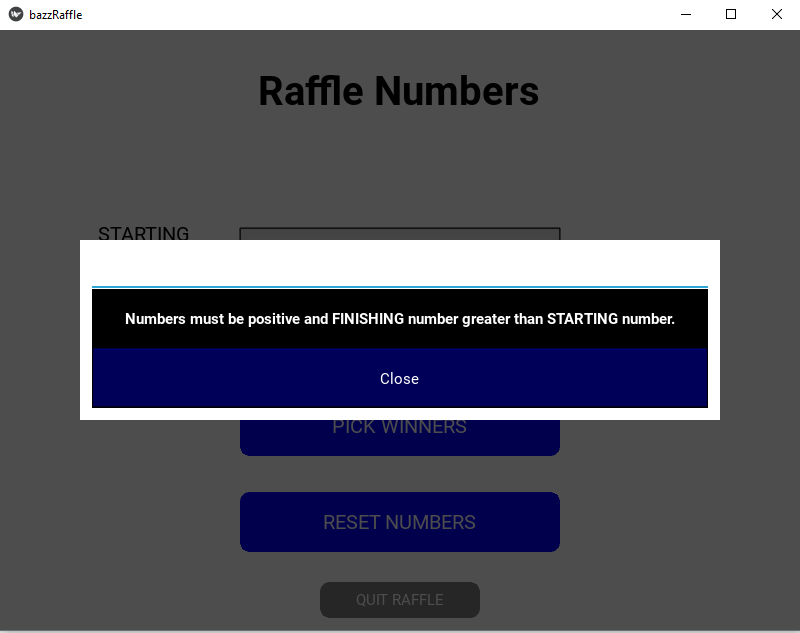 bazzRaffle
Raffle Numbers
STARTING
Numbers must be positive and FINISHING number greater than STARTING number.
Close
PICK WINNERS
RESET NUMBERS
QUIT RAFFLE